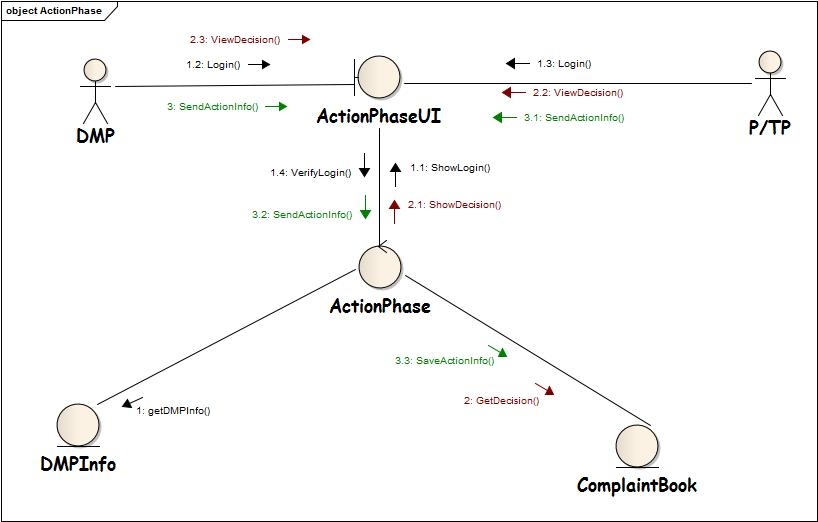 object ActionPhase
2.3: ViewDecision()
1.2: Login()
1.3: Login()
2.2: ViewDecision()
3: SendActionInfo()
ActionPhaseUI
3.1: SendActionInfo()
DMP
P/TP
1.4: VerifyLogin()
1.1: ShowLogin()
3.2: SendActionInfo()
2.1: ShowDecision()
ActionPhase
3.3: SaveActionInfo()
2: GetDecision()
1: getDMPInfo()
DMPInfo
ComplaintBook